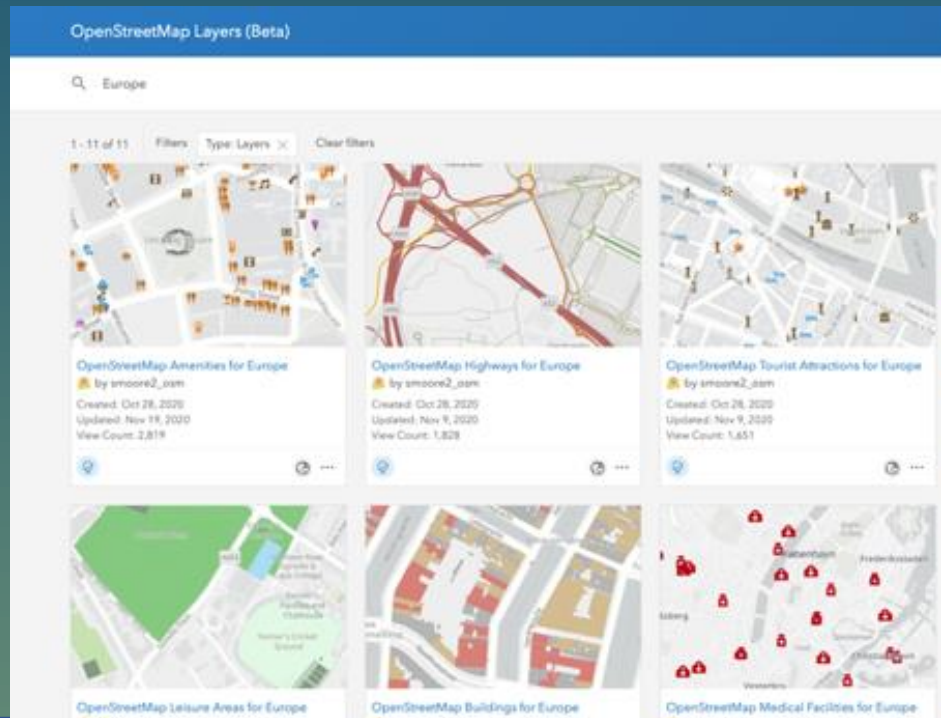 OpenStreetMap Layers (Beta)
Europe
1 - 11 of 11 Filters Type: Layers Clear filters
OpenStreetMap Amenities for Europe
by smoore2_osm
Created: Oct 28, 2020
Updated: Nov 19, 2020
View Count: 2,819
OpenStreetMap Highways for Europe
by smoore2_osm
Created: Oct 28, 2020
Updated: Nov 9, 2020
View Count: 1,828
OpenStreetMap Tourist Attractions for Europe
by smoore2_osm
Created: Oct 28, 2020
Updated: Nov 9, 2020
View Count: 1,651
OpenStreetMap Leisure Areas for Europe
OpenStreetMap Buildings for Europe
København
OpenStreetMap Medical Facilities for Europe